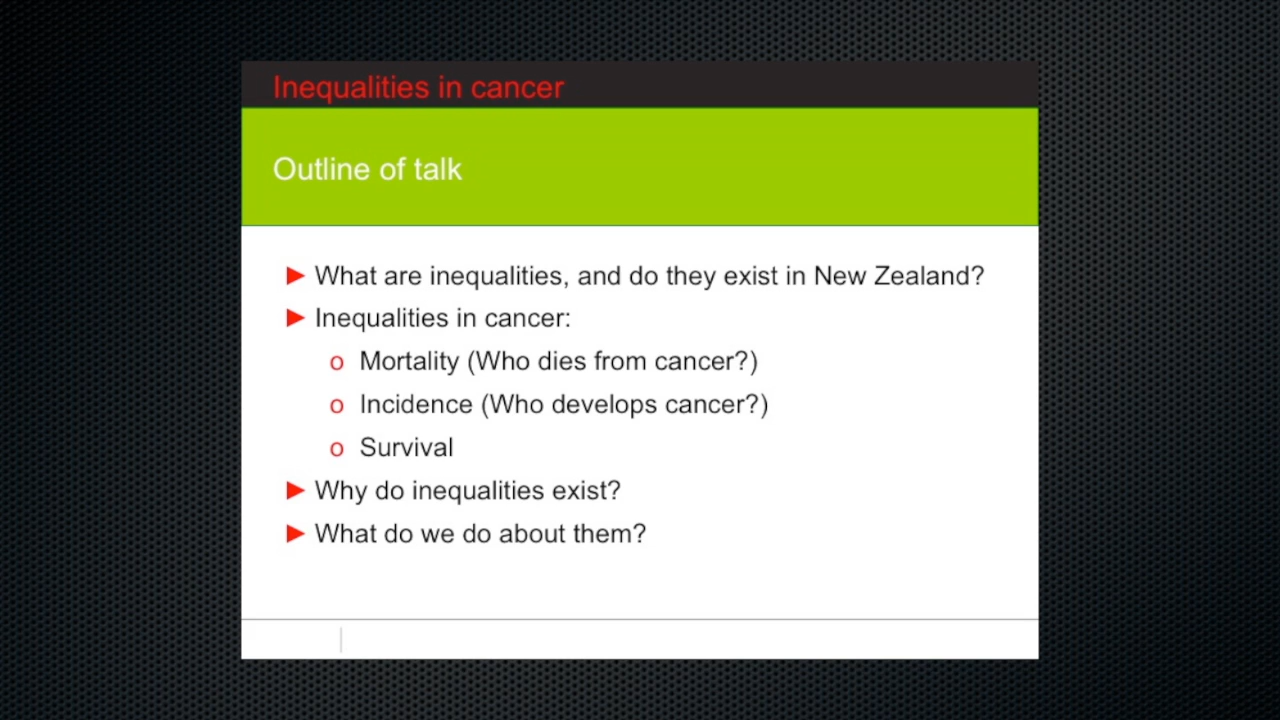 Inequalities in cancer
Outline of talk
► What are inequalities, and do they exist in New Zealand?
► Inequalities in cancer:
o Mortality (Who dies from cancer?)
o Incidence (Who develops cancer?)
o Survival
► Why do inequalities exist?
► What do we do about them?